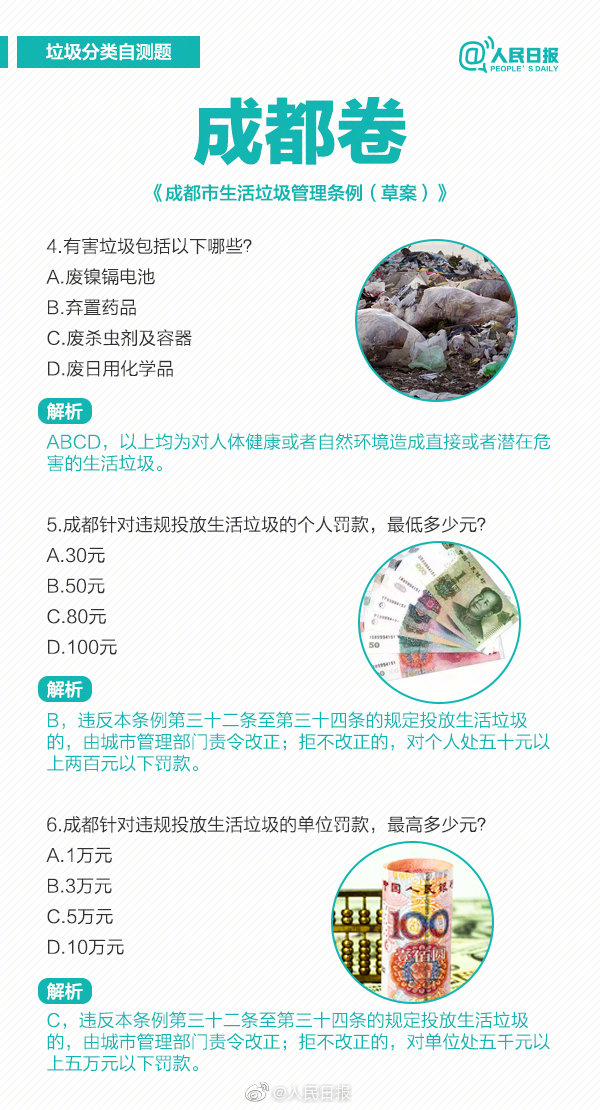 垃圾分类自测题
@人民日报
PEOPLE'S DAILY
成都卷
《成都市生活垃圾管理条例（草案）》
4.有害垃圾包括以下哪些?
A.废镍镉电池
B.弃置药品
C.废杀虫剂及容器
D.废日用化学品
解析
ABCD，以上均为对人体健康或者自然环境造成直接或者潜在危
害的生活垃圾。
5.成都针对违规投放生活垃圾的个人罚款，最低多少元?
A.30元
B.50元
C.80元
D.100元
解析
B，违反本条例第三十二条至第三十四条的规定投放生活垃圾
的，由城市管理部门责令改正；拒不改正的，对个人处五十元以
上两百元以下罚款。
6.成都针对违规投放生活垃圾的单位罚款，最高多少元?
A.1万元
B.3万元
C.5万元
D.10万元
中国人民银行
100
壹佰圆
解析
C，违反本条例第三十二条至第三十四条的规定投放生活垃圾
的，由城市管理部门责令改正；拒不改正的，对单位处五千元以
上五万元以下罚款。
@人民日报